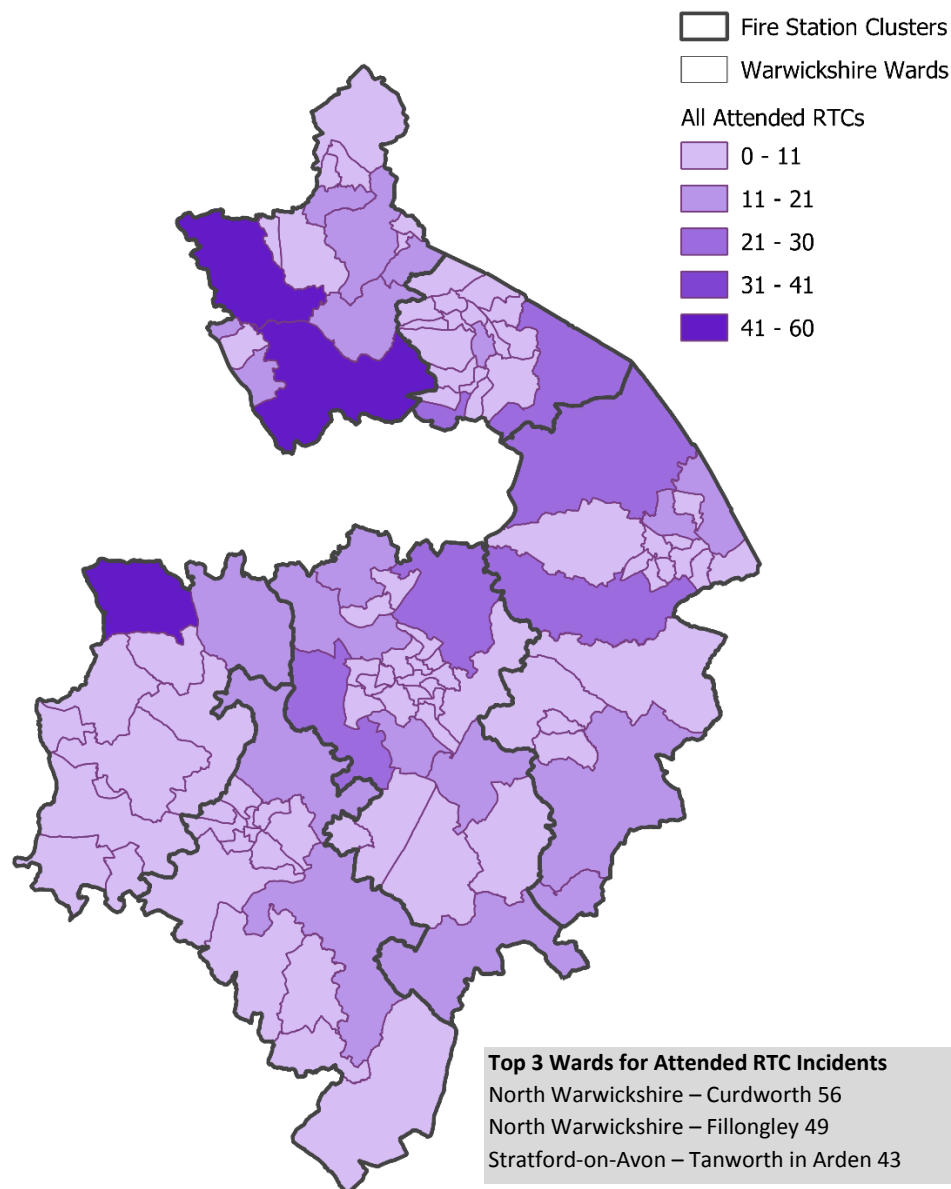 Fire Station Clusters
Warwickshire Wards
All Attended RTCs
0 - 11
11 - 21
21 - 30
31 - 41
41 - 60
Top 3 Wards for Attended RTC Incidents
North Warwickshire – Curdworth 56
North Warwickshire – Fillongley 49
Stratford-on-Avon – Tanworth in Arden 43